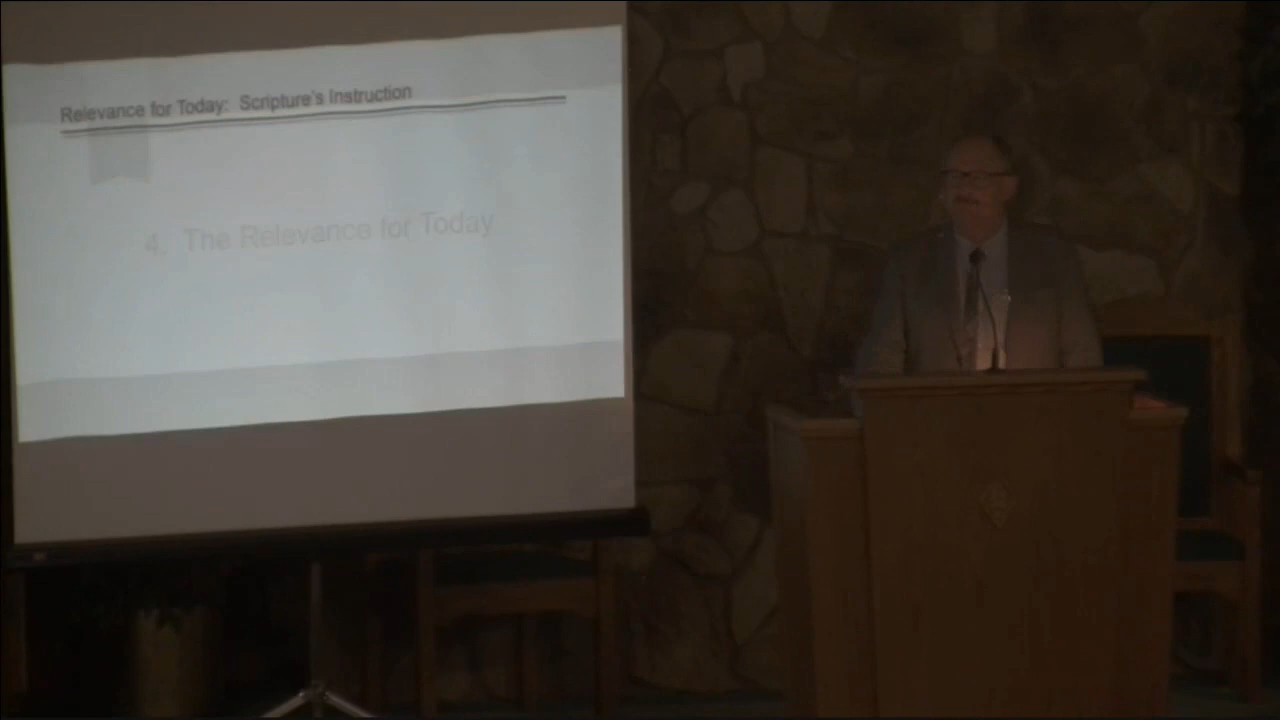 Relevance for Today: Scripture's Instruction
4. The Relevance for Today